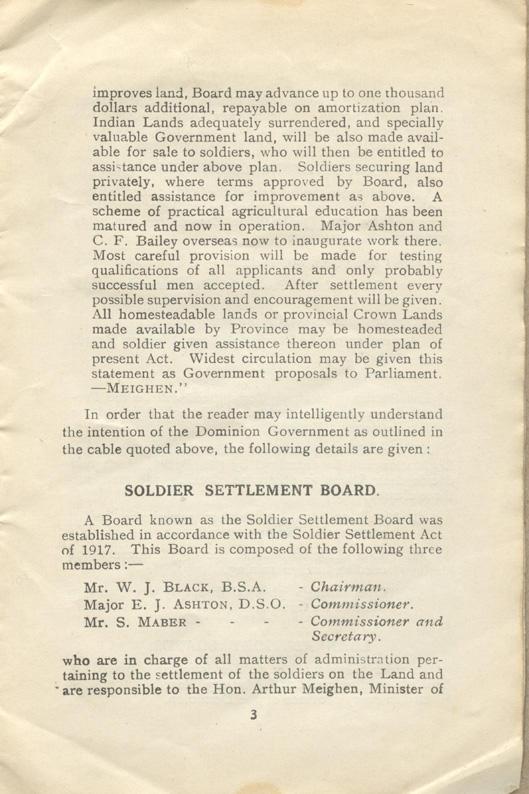 improves land, Board may advance up to one thousand
dollars additional, repayable on amortization plan.
Indian Lands adequately surrendered, and specially
valuable Government land, will be also made avail-
able for sale to soldiers, who will then be entitled to
assistance under above plan. Soldiers securing land
privately, where terms approved by Board, also
entitled assistance for improvement as above. A
scheme of practical agricultural education has been
matured and now in operation. Major Ashton and
C. F. Bailey overseas now to inaugurate work there.
Most careful provision will be made for testing
qualifications of all applicants and only probably
successful men accepted. After settlement every
possible supervision and encouragement will be given.
All homesteadable lands or provincial Crown Lands
made available by Province may be homesteaded
and soldier given assistance thereon under plan of
present Act. Widest circulation may be given this
statement as Government proposals to Parliament.
—MEIGHEN."
In order that the reader may intelligently understand
the intention of the Dominion Government as outlined in
the cable quoted above, the following details are given :
SOLDIER SETTLEMENT BOARD.
A Board known as the Soldier Settlement Board was
established in accordance with the Soldier Settlement Act
of 1917. This Board is composed of the following three
members :—
Mr. W. J. BLACK, B.S.A. - Chairman.
Major E. J. ASHTON, D.S.O. - Commissioner.
Mr. S. MABER - - - - Commissioner and
Secretary.
who are in charge of all matters of administration per-
taining to the settlement of the soldiers on the Land and
are responsible to the Hon. Arthur Meighen, Minister of
3